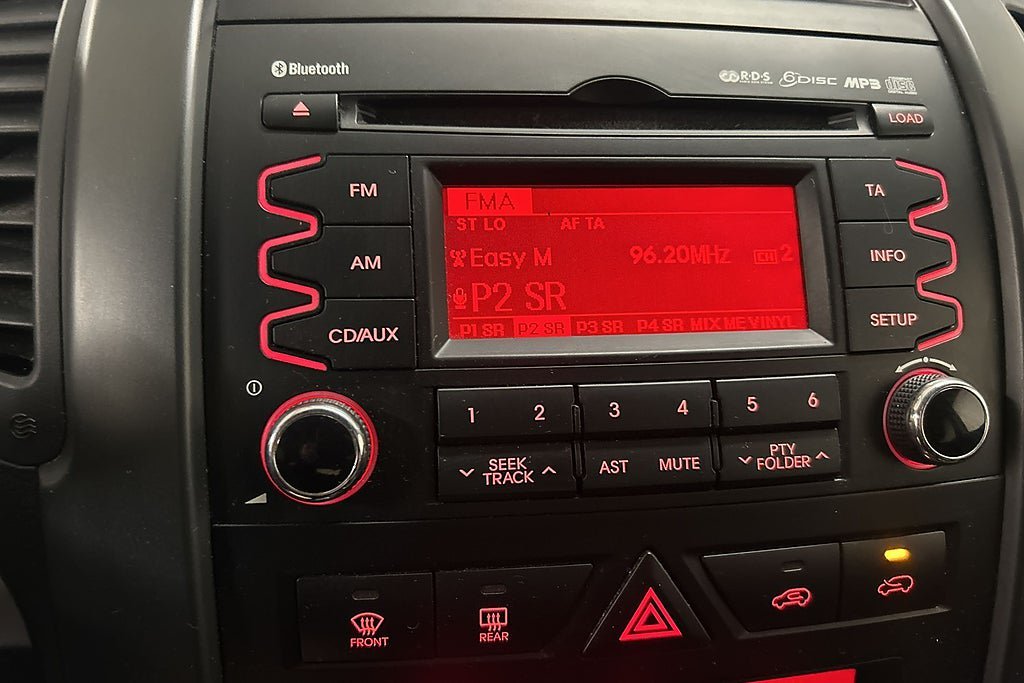 Bluetooth
R·D·S 6DISC MP3
LOAD
FM
AM
CD/AUX
FMA
ST LO AF TA
Easy M 96.20MHz CH 2
P2 SR
P1 SR P2 SR P3 SR P4 SR MIX ME VINYL
TA
INFO
SETUP
1 2 3 4 5 6
SEEK
TRACK
AST MUTE
PTY
FOLDER
FRONT
REAR